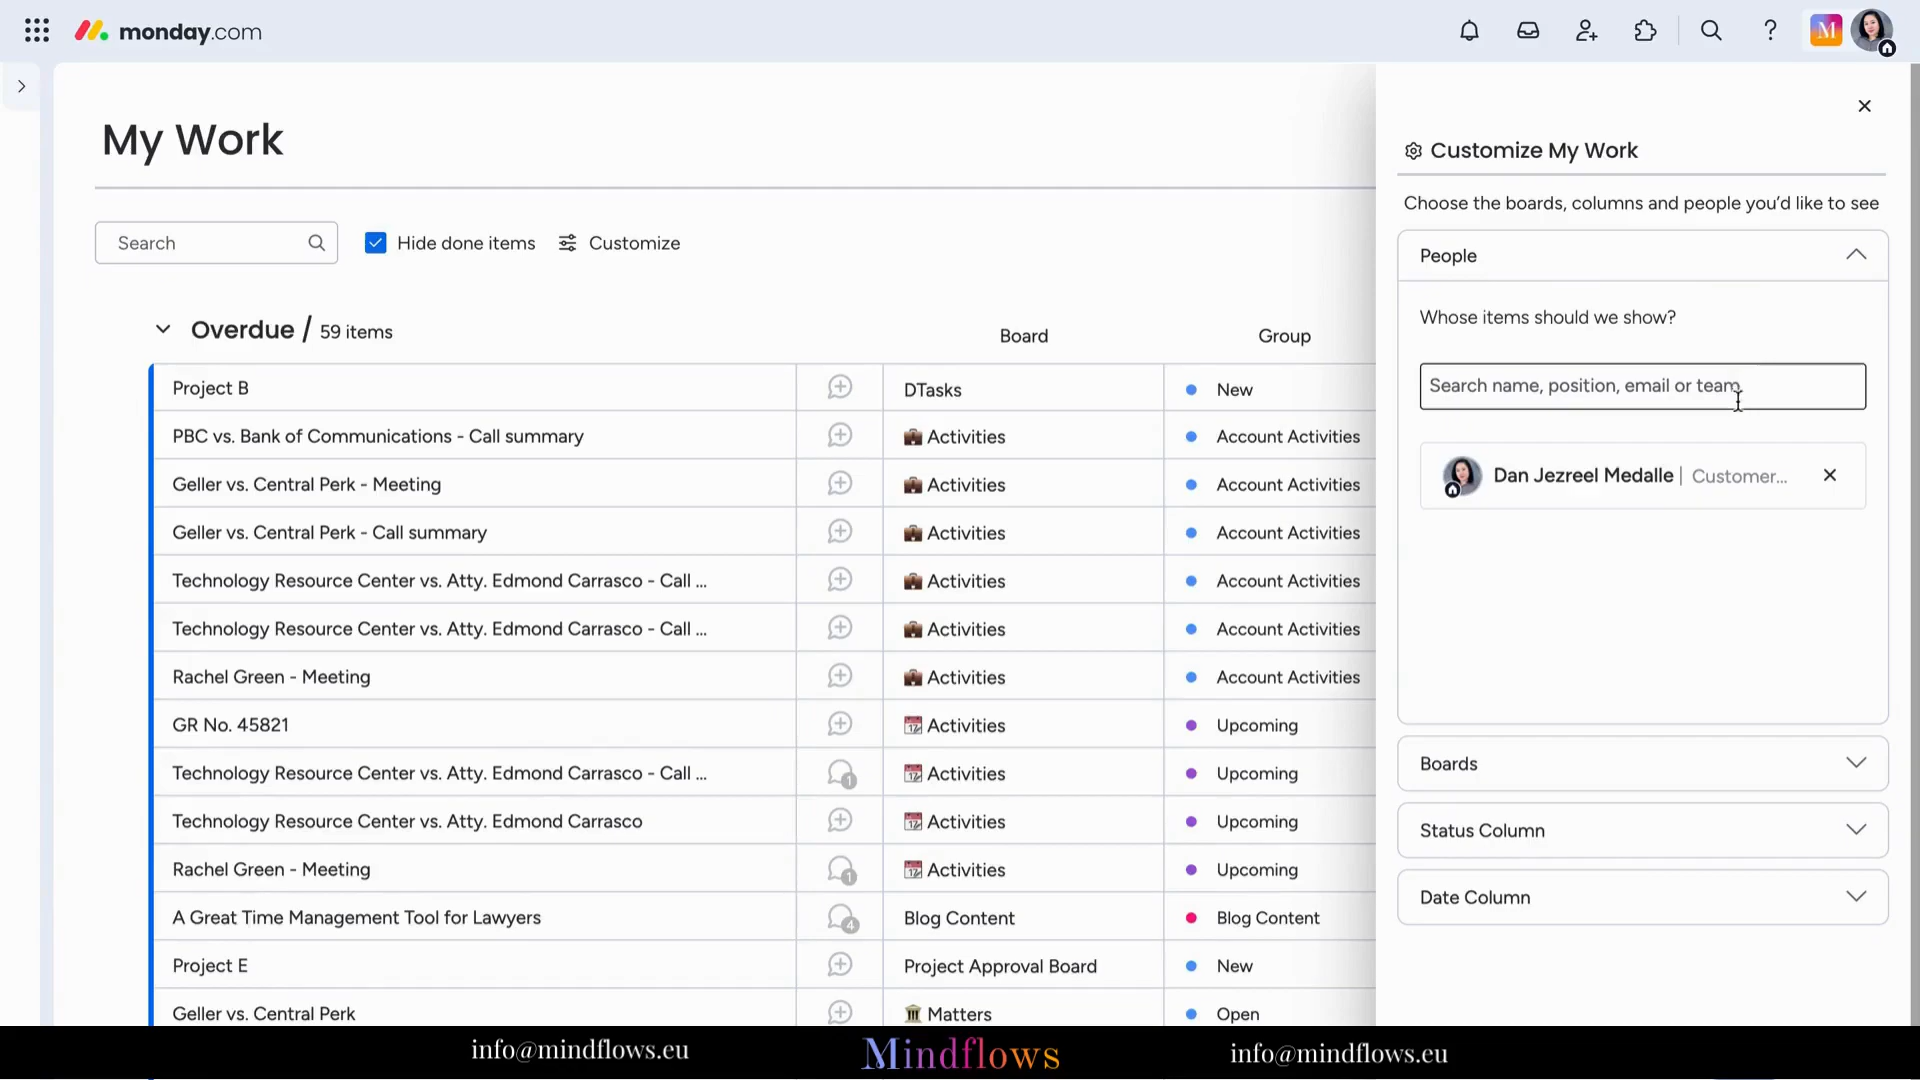 monday.com
M
My Work
Search
Hide done items
Customize
Overdue / 59 items
Board
Group
Project B
DTasks
New
PBC vs. Bank of Communications - Call summary
Activities
Account Activities
Geller vs. Central Perk - Meeting
Activities
Account Activities
Geller vs. Central Perk - Call summary
Activities
Account Activities
Technology Resource Center vs. Atty. Edmond Carrasco - Call ...
Activities
Account Activities
Technology Resource Center vs. Atty. Edmond Carrasco - Call ...
Activities
Account Activities
Rachel Green - Meeting
Activities
Account Activities
GR No. 45821
Activities
Upcoming
Technology Resource Center vs. Atty. Edmond Carrasco - Call ...
1
Activities
Upcoming
Technology Resource Center vs. Atty. Edmond Carrasco
Activities
Upcoming
Rachel Green - Meeting
1
Activities
Upcoming
A Great Time Management Tool for Lawyers
4
Blog Content
Blog Content
Project E
Project Approval Board
New
Geller vs. Central Perk
Matters
Open
Customize My Work
Choose the boards, columns and people you'd like to see
People
Whose items should we show?
Search name, position, email or team
Dan Jezreel Medalle | Customer...
Boards
Status Column
Date Column
info@mindflows.eu
Mindflows
info@mindflows.eu